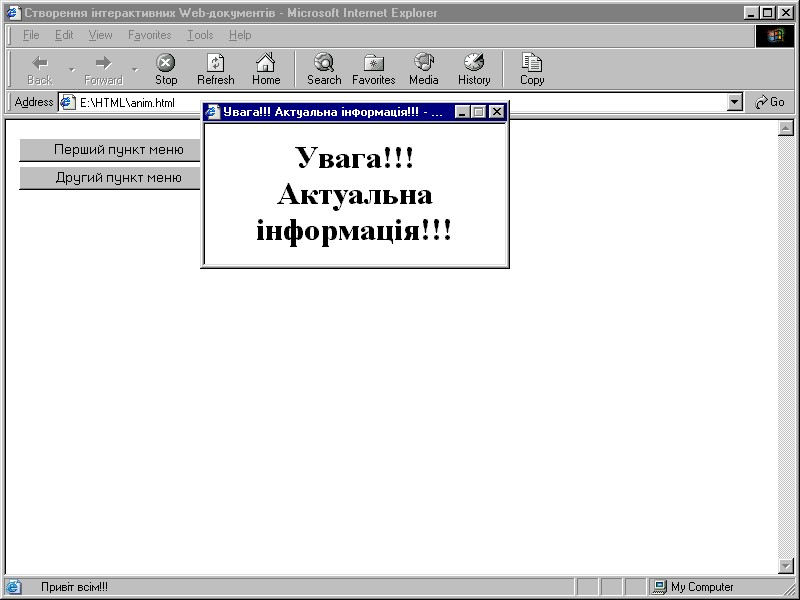 Створення інтерактивних Web-документів - Microsoft Internet Explorer
File Edit View Favorites Tools Help
Back Forward Stop Refresh Home Search Favorites Media History Copy
Address E:\HTML\anim.html Go
Увага!!! Актуальна інформація!!! - ...
Перший пункт меню
Другий пункт меню
Увага!!!
Актуальна
інформація!!!
Привіт всім!!! My Computer